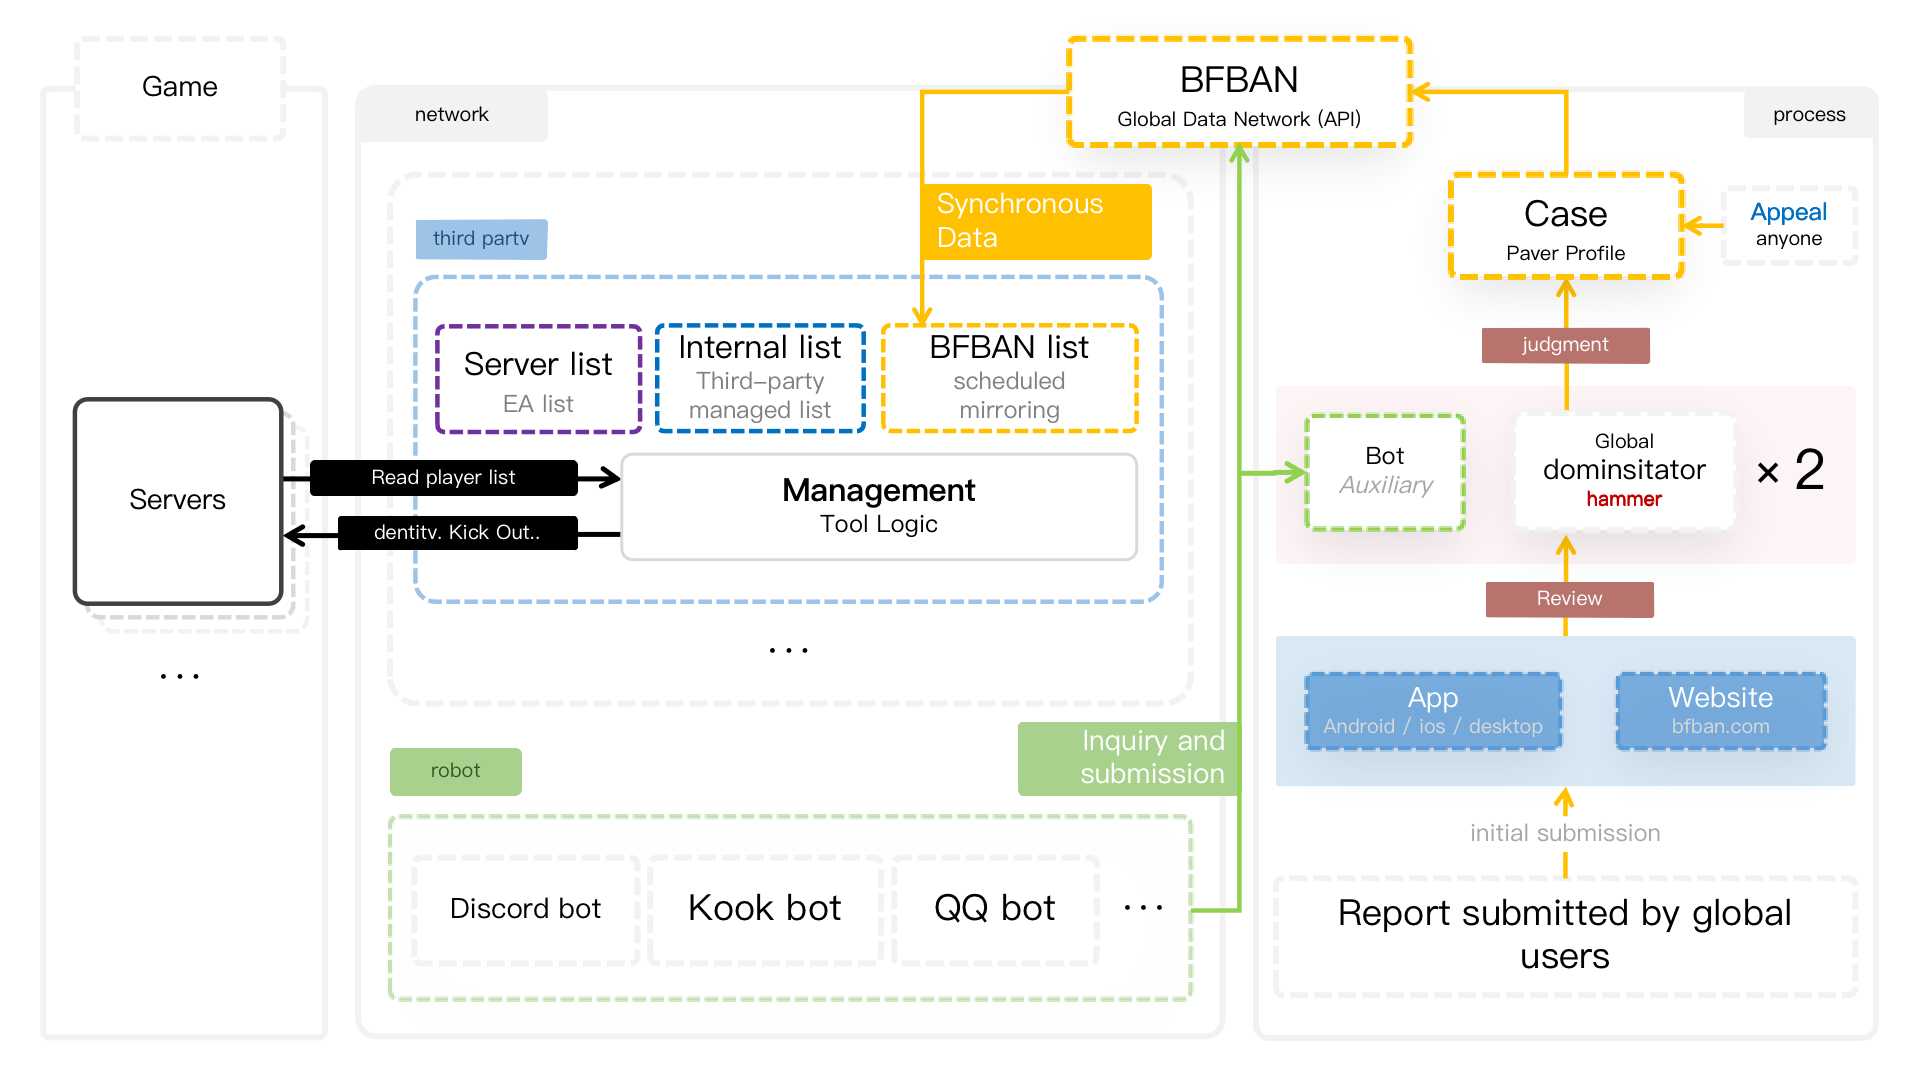 Game
Servers
...
network
third partv
Synchronous
Data
Server list
EA list
Internal list
Third-party
managed list
BFBAN list
scheduled
mirroring
Read player list
dentitv. Kick Out..
Management
Tool Logic
...
robot
Inquiry and
submission
Discord bot
Kook bot
QQ bot
...
BFBAN
Global Data Network (API)
process
Case
Paver Profile
Appeal
anyone
judgment
Bot
Auxiliary
Global
dominsitator
hammer
× 2
Review
App
Android / ios / desktop
Website
bfban.com
initial submission
Report submitted by global
users